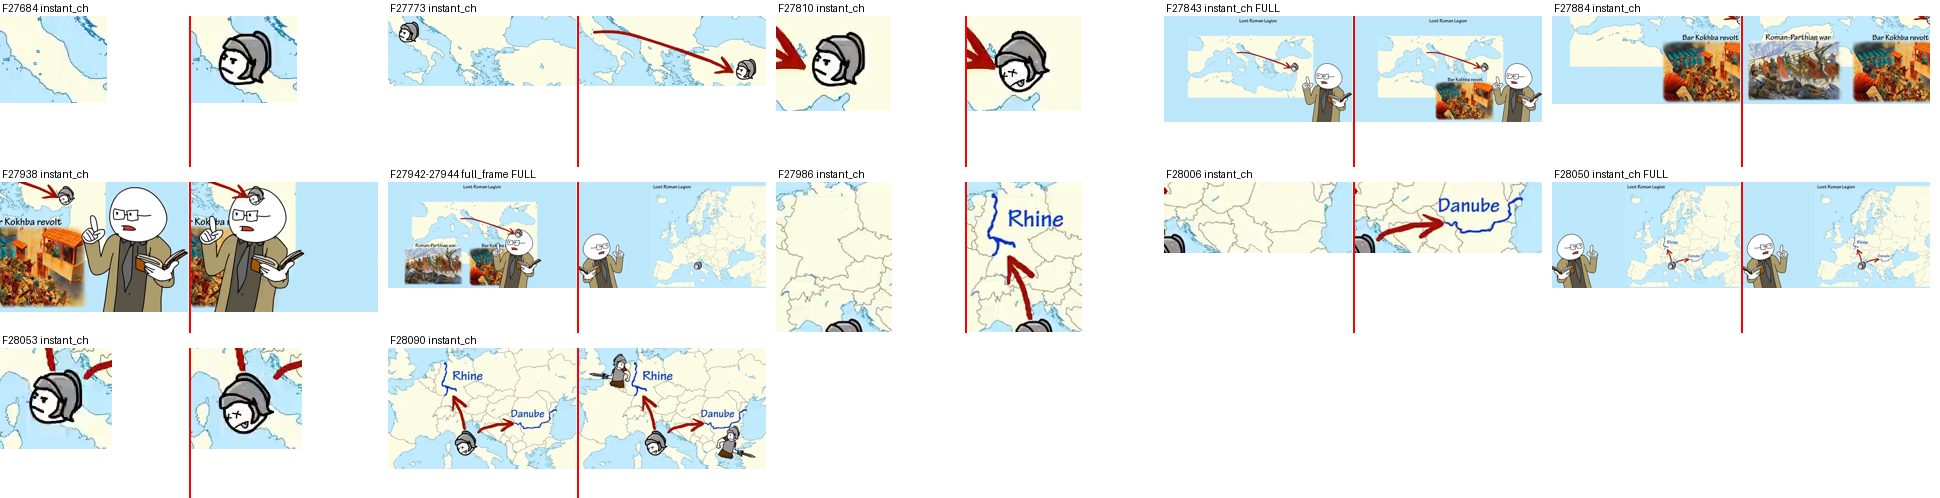 F27684 instant_ch
F27773 instant_ch
F27810 instant_ch
F27843 instant_ch FULL
Lost Roman Legion
Lost Roman Legion
Bar Kokhba revolt
F27884 instant_ch
Bar Kokhba revolt
Roman-Parthian war
Bar Kokhba revolt
F27938 instant_ch
r Kokhba revolt
Kokhba
F27942-27944 full_frame FULL
Lost Roman Legion
Roman-Parthian war
Bar Kok
Lost Roman Legion
F27986 instant_ch
Rhine
F28006 instant_ch
Danube
F28050 instant_ch FULL
Lost Roman Legion
Rhine
Danube
Lost Roman Legion
Rhine
Danube
F28053 instant_ch
F28090 instant_ch
Rhine
Danube
Rhine
Danube